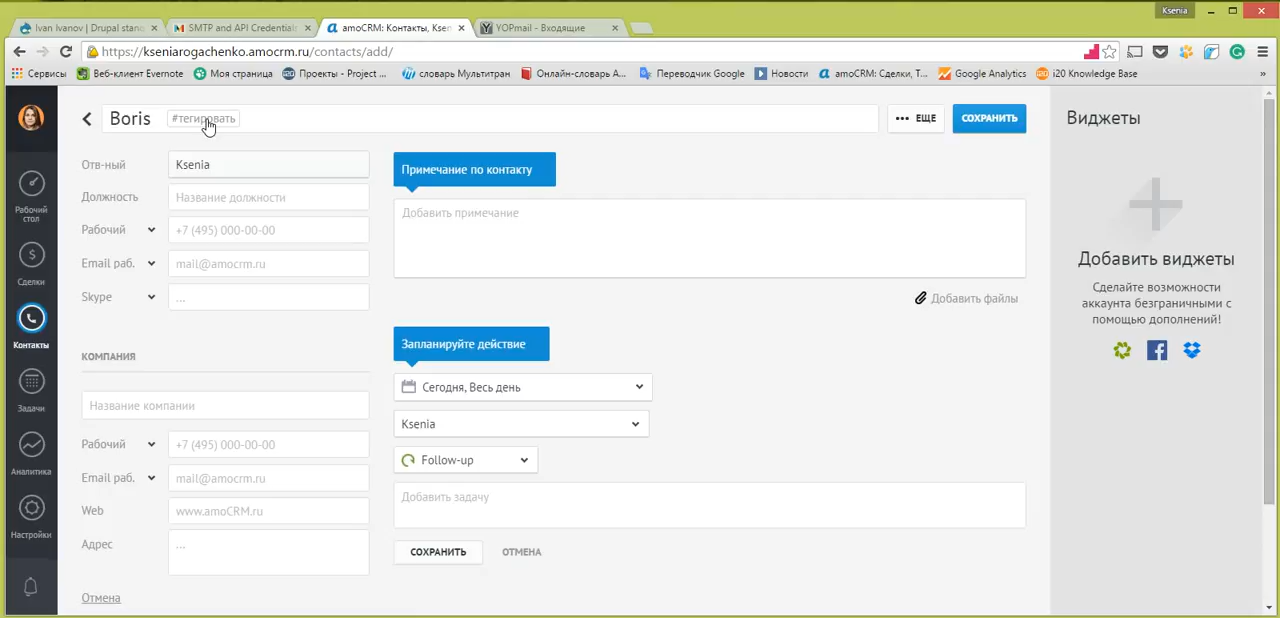 Ksenia
Ivan Ivanov | Drupal stan
SMTP and API Credentials
amoCRM: Контакты, Ksen
YOPmail - Входящие
https://kseniarogachenko.amocrm.ru/contacts/add/
Сервисы
Веб-клиент Evernote
Моя страница
Проекты - Project ...
словарь Мультитран
Онлайн-словарь A...
Переводчик Google
Новости
amoCRM: Сделки, Т...
Google Analytics
i20 Knowledge Base
»
Boris
#тегировать
••• ЕЩЕ
СОХРАНИТЬ
Виджеты
Рабочий
стол
Сделки
Контакты
Задачи
Аналитика
Настройки
Отв-ный
Ksenia
Должность
Название должности
Рабочий
+7 (495) 000-00-00
Email раб.
mail@amocrm.ru
Skype
...
КОМПАНИЯ
Название компании
Рабочий
+7 (495) 000-00-00
Email раб.
mail@amocrm.ru
Web
www.amoCRM.ru
Адрес
...
Отмена
Примечание по контакту
Добавить примечание
Добавить файлы
Запланируйте действие
Сегодня, Весь день
Ksenia
Follow-up
Добавить задачу
СОХРАНИТЬ
ОТМЕНА
Добавить виджеты
Сделайте возможности
аккаунта безграничными с
помощью дополнений!